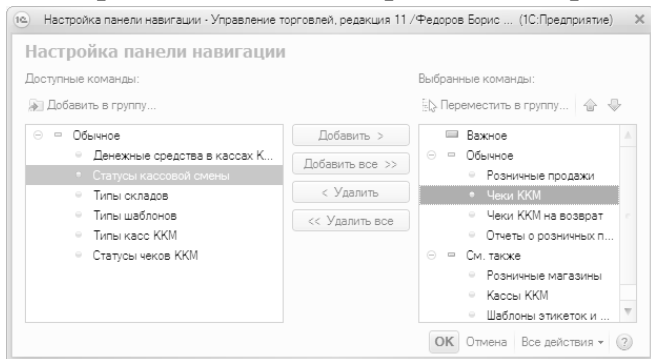 Настройка панели навигации - Управление торговлей, редакция 11 /Федоров Борис ... (1С:Предприятие)
Настройка панели навигации
Доступные команды:
Выбранные команды:
Добавить в группу...
Переместить в группу...
Обычное
Денежные средства в кассах К...
Статусы кассовой смены
Типы складов
Типы шаблонов
Типы касс ККМ
Статусы чеков ККМ
Добавить >
Добавить все >>
< Удалить
<< Удалить все
Важное
Обычное
Розничные продажи
Чеки ККМ
Чеки ККМ на возврат
Отчеты о розничных п...
См. также
Розничные магазины
Кассы ККМ
Шаблоны этикеток и ...
OK Отмена Все действия ?